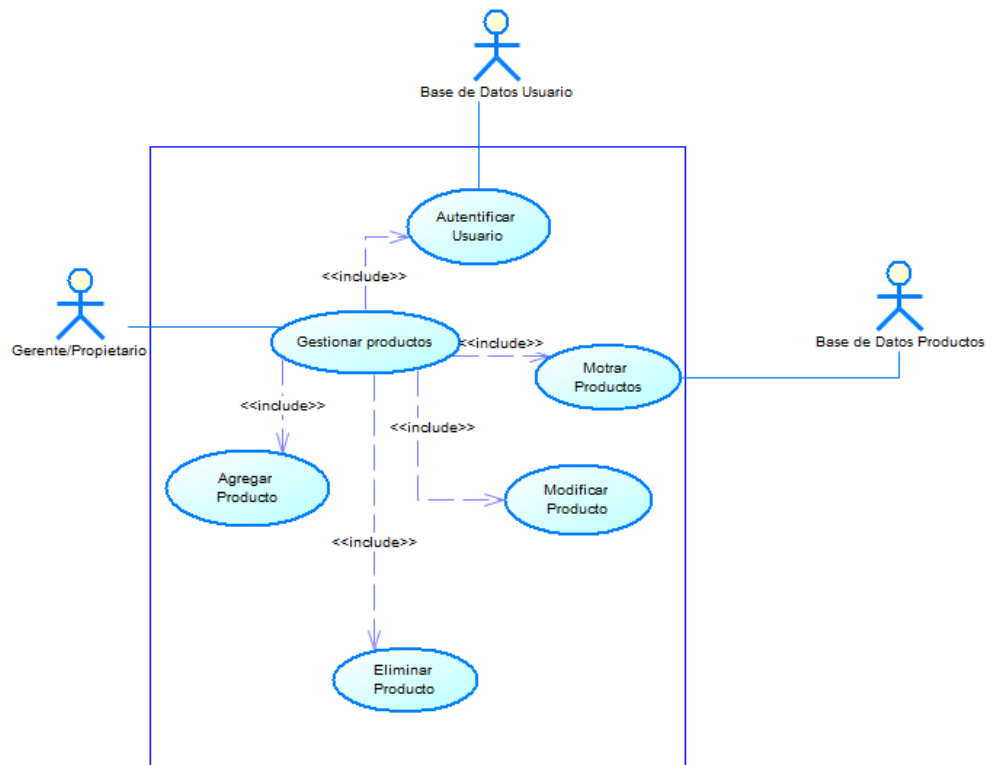 Base de Datos Usuario
Autentificar
Usuario
<<include>>
Gerente/Propietario
Gestionar productos
<<include>>
Base de Datos Productos
Motrar
Productos
<<include>>
<<include>>
Agregar
Producto
Modificar
Producto
<<include>>
Eliminar
Producto